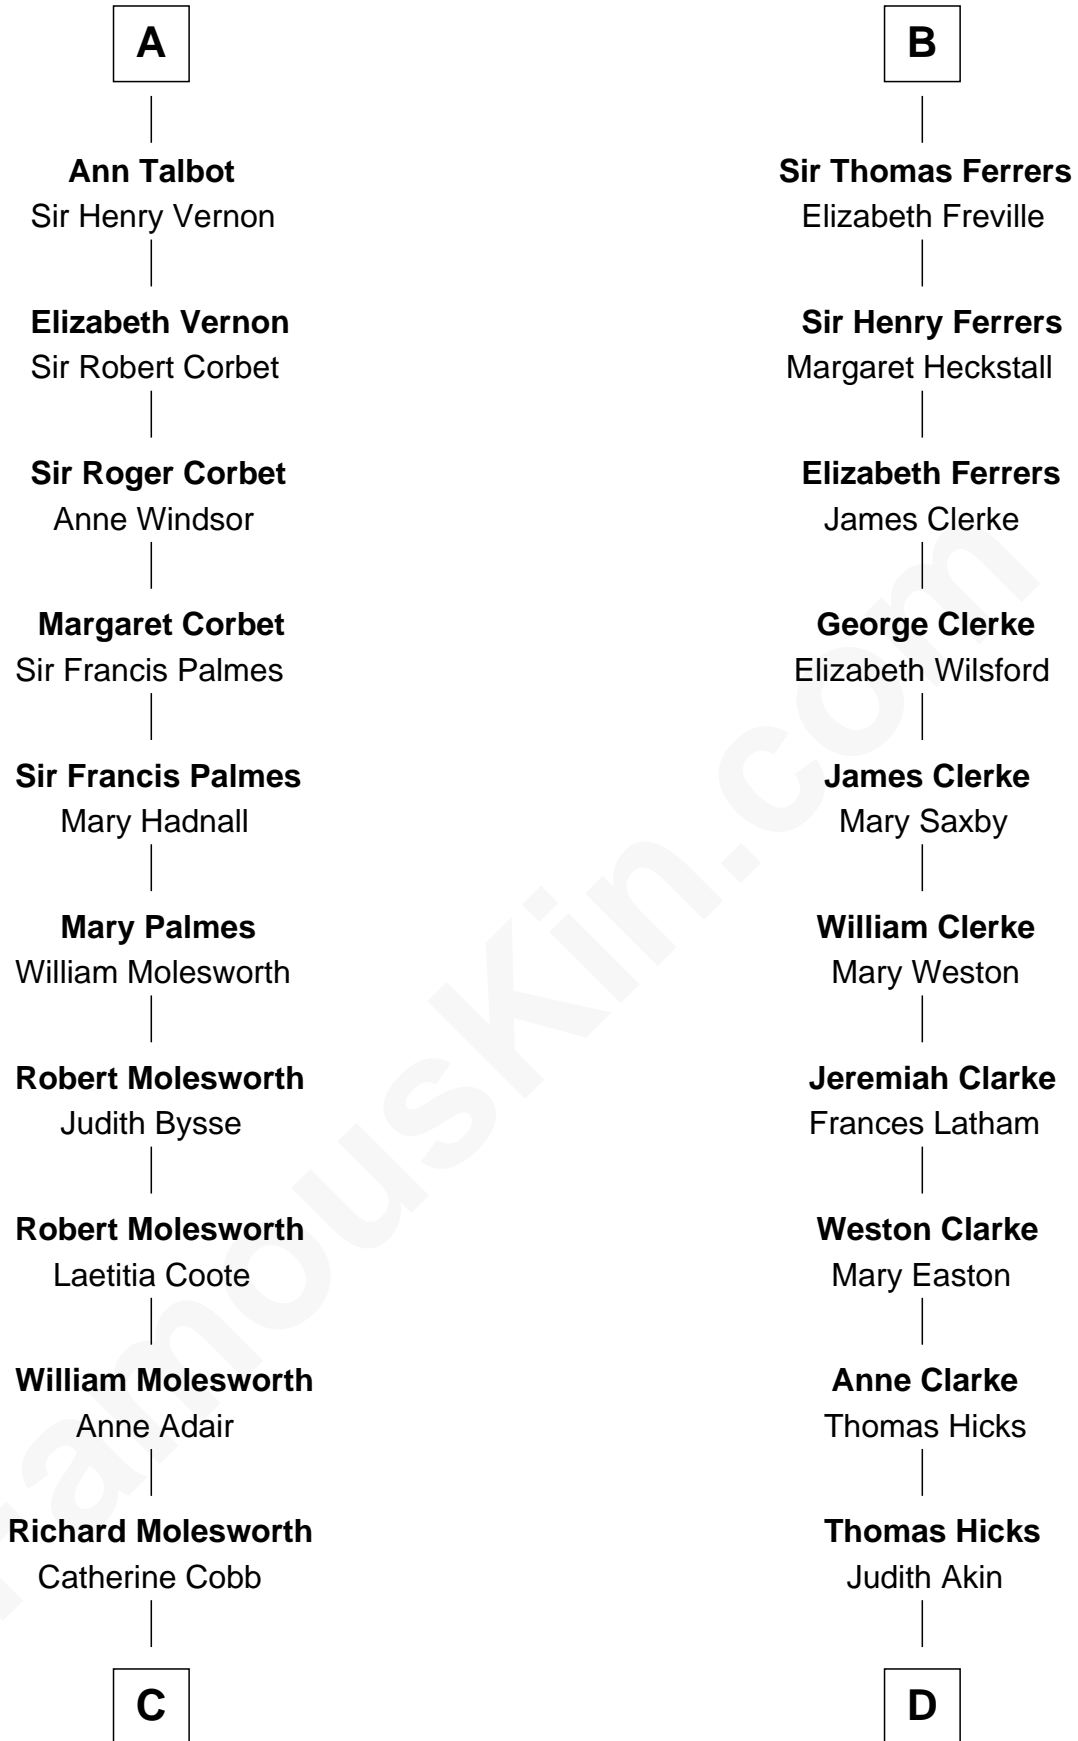 A
Ann Talbot
Sir Henry Vernon
Elizabeth Vernon
Sir Robert Corbet
Sir Roger Corbet
Anne Windsor
Margaret Corbet
Sir Francis Palmes
Sir Francis Palmes
Mary Hadnall
Mary Palmes
William Molesworth
Robert Molesworth
Judith Bysse
Robert Molesworth
Laetitia Coote
William Molesworth
Anne Adair
Richard Molesworth
Catherine Cobb
C
B
Sir Thomas Ferrers
Elizabeth Freville
Sir Henry Ferrers
Margaret Heckstall
Elizabeth Ferrers
James Clerke
George Clerke
Elizabeth Wilsford
James Clerke
Mary Saxby
William Clerke
Mary Weston
Jeremiah Clarke
Frances Latham
Weston Clarke
Mary Easton
Anne Clarke
Thomas Hicks
Thomas Hicks
Judith Akin
D
FamousKin.com